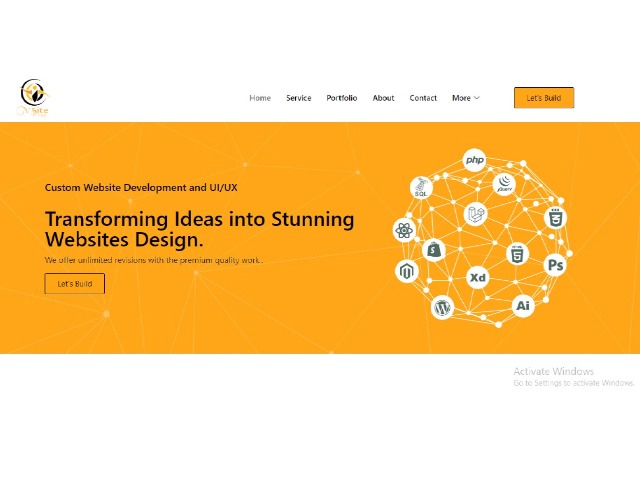 Site
Home Service Portfolio About Contact More Let's Build
Custom Website Development and UI/UX
Transforming Ideas into Stunning
Websites Design.
We offer unlimited revisions with the premium quality work..
Let's Build
php
SQL
jQuery
Xd
Ps
Ai
Activate Windows
Go to Settings to activate Windows.